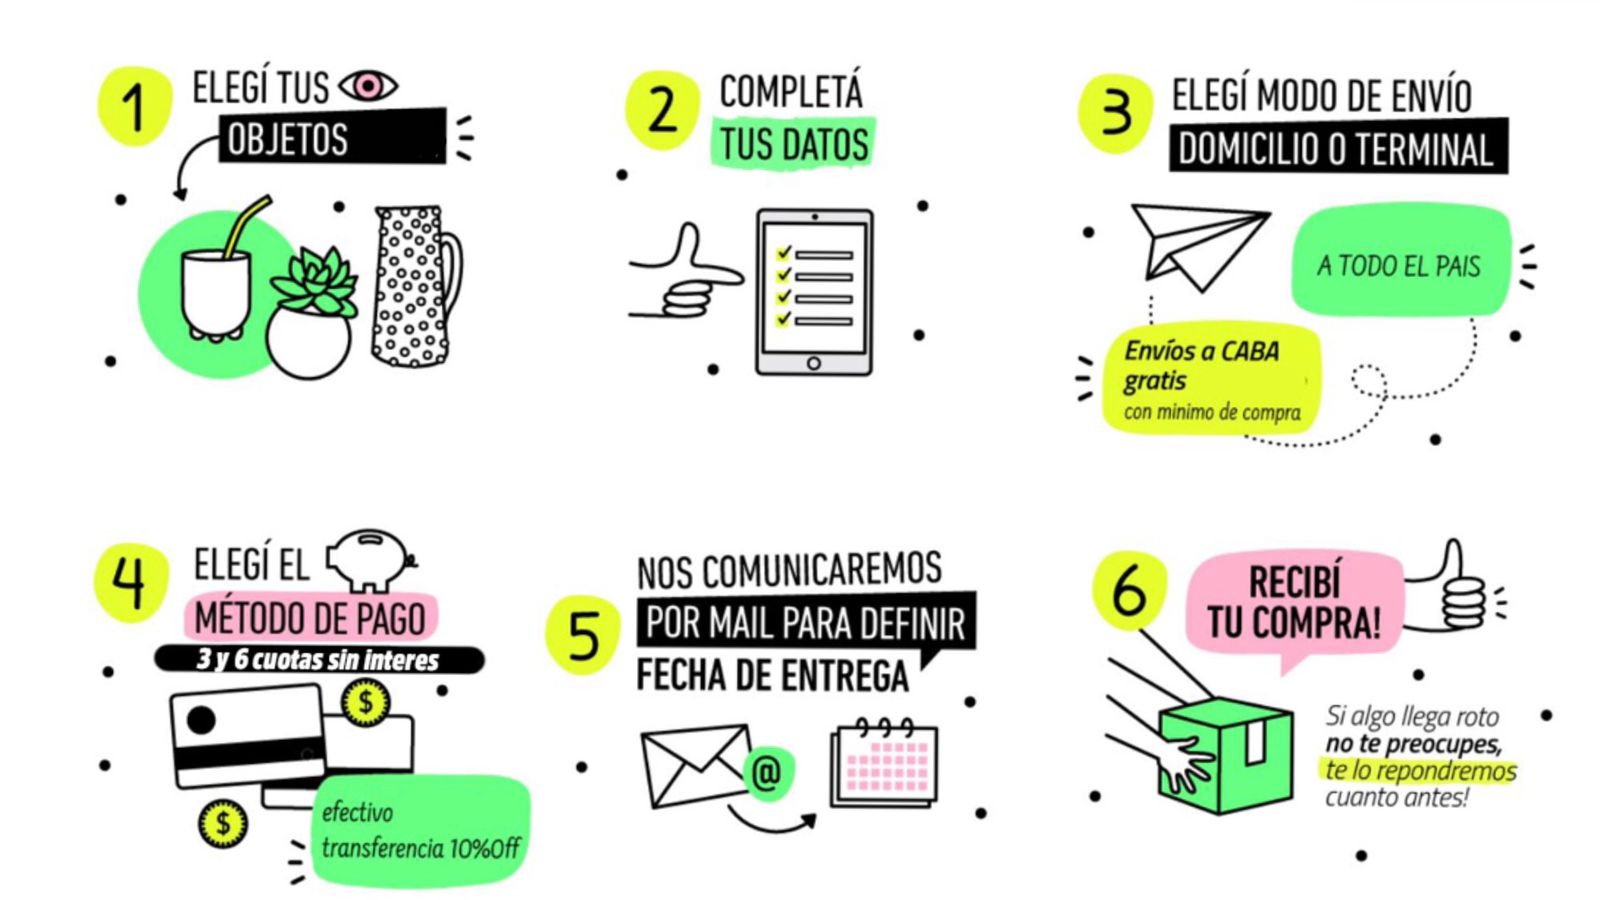 1
ELEGÍ TUS
OBJETOS
2
COMPLETÁ
TUS DATOS
3
ELEGÍ MODO DE ENVÍO
DOMICILIO O TERMINAL
A TODO EL PAIS
Envíos a CABA
gratis
con minimo de compra
4
ELEGÍ EL
MÉTODO DE PAGO
3 y 6 cuotas sin interes
$
$
efectivo
transferencia 10%Off
5
NOS COMUNICAREMOS
POR MAIL PARA DEFINIR
FECHA DE ENTREGA
@
6
RECIBÍ
TU COMPRA!
Si algo llega roto
no te preocupes,
te lo repondremos
cuanto antes!